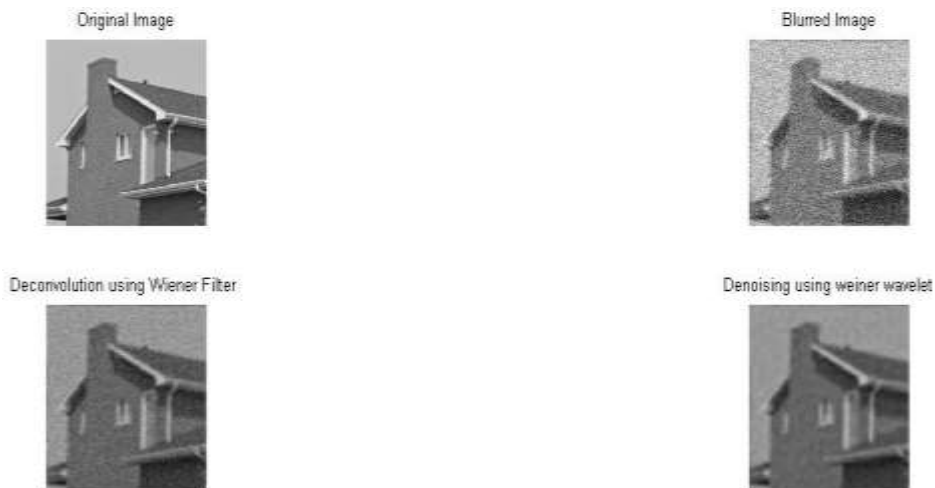 Original Image
Blurred Image
Deconvolution using Wiener Filter
Denoising using weiner wavelet